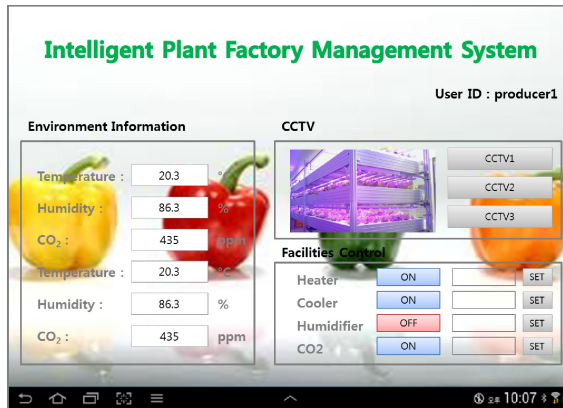 Intelligent Plant Factory Management System
User ID : producer1
Environment Information
Temperature : 20.3 °
Humidity : 86.3 %
CO₂ : 435 ppm
Temperature : 20.3 °C
Humidity : 86.3 %
CO₂ : 435 ppm
CCTV
CCTV1
CCTV2
CCTV3
Facilities Control
Heater ON SET
Cooler ON SET
Humidifier OFF SET
CO2 ON SET
오후 10:07